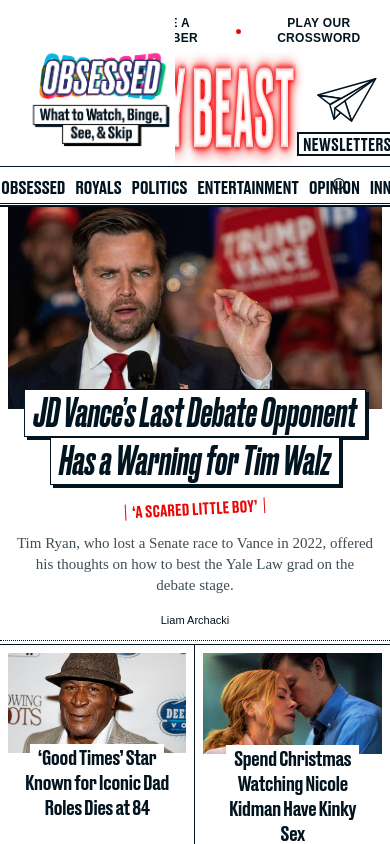 E A
BER
PLAY OUR
CROSSWORD
OBSESSED
What to Watch, Binge,
See, & Skip
Y BEAST
NEWSLETTERS
OBSESSED ROYALS POLITICS ENTERTAINMENT OPINION INN
TRUMP
VANCE
JD Vance’s Last Debate Opponent
Has a Warning for Tim Walz
‘A SCARED LITTLE BOY’
Tim Ryan, who lost a Senate race to Vance in 2022, offered
his thoughts on how to best the Yale Law grad on the
debate stage.
Liam Archacki
OWING
OTS
‘Good Times’ Star
Known for Iconic Dad
Roles Dies at 84
Spend Christmas
Watching Nicole
Kidman Have Kinky
Sex